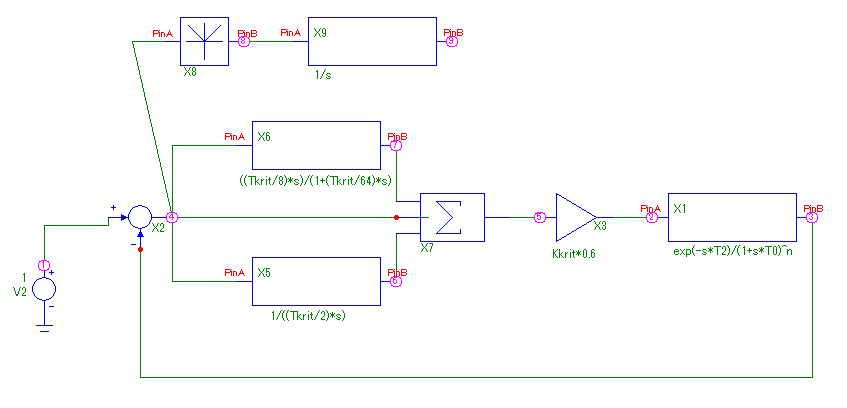 PinA
PinB
8
X8
PinA
X9
PinB
9
1/s
PinA
X6
PinB
7
((Tkrit/8)*s)/(1+(Tkrit/64)*s)
+
X2
-
4
X7
5
X3
Kkrit*0.6
PinA
2
X1
PinB
3
exp(-s*T2)/(1+s*T0)^n
PinA
X5
PinB
6
1/((Tkrit/2)*s)
1
1
V2
+
-